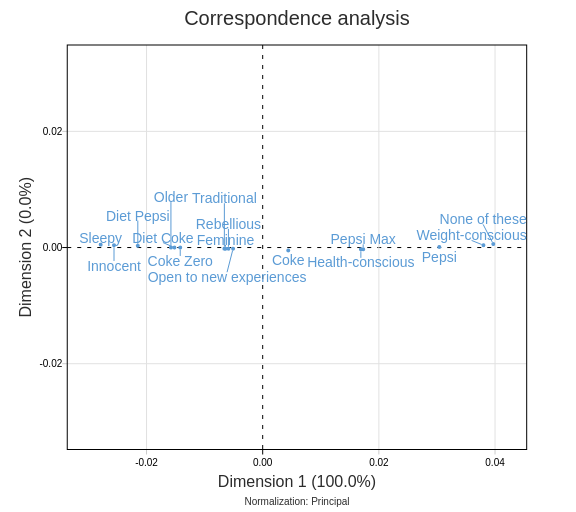 Correspondence analysis
Dimension 2 (0.0%)
0.02
0.00
-0.02
Older
Traditional
Diet Pepsi
Rebellious
None of these
Sleepy
Diet Coke
Feminine
Pepsi Max
Weight-conscious
Innocent
Coke Zero
Coke
Health-conscious
Pepsi
Open to new experiences
-0.02
0.00
0.02
0.04
Dimension 1 (100.0%)
Normalization: Principal